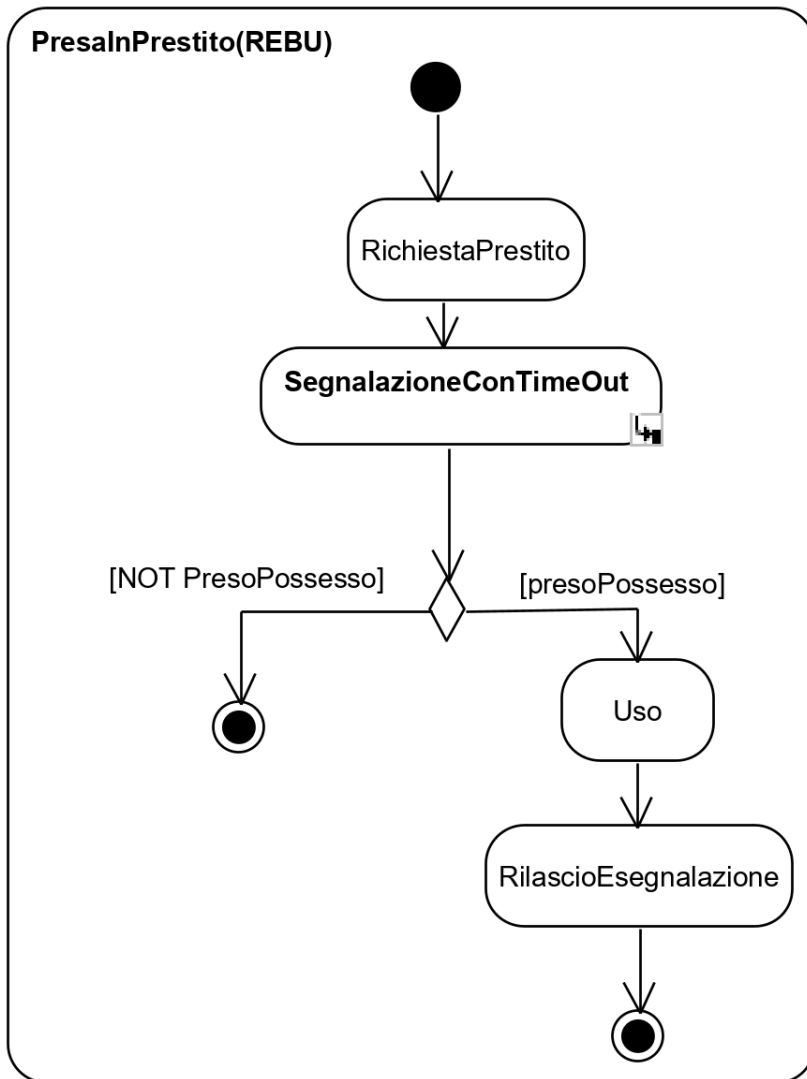 PresaInPrestito(REBU)
RichiestaPrestito
SegnalazioneConTimeOut
[NOT PresoPossesso]
[presoPossesso]
Uso
RilascioEsegnalazione